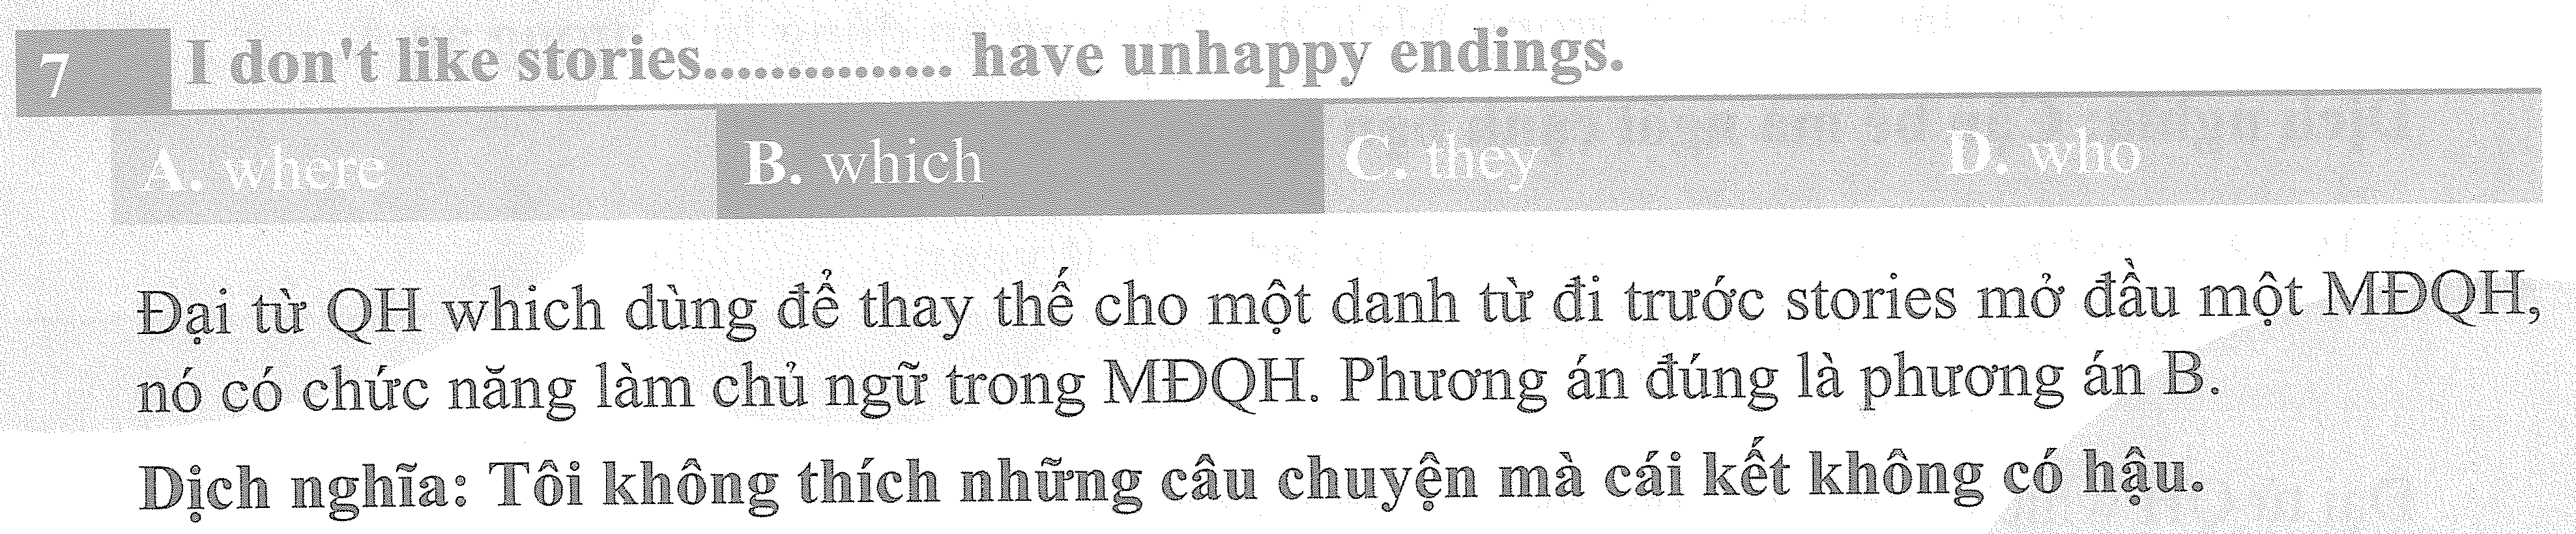 7 I don't like stories.............. have unhappy endings.
A. where B. which C. they D. who
Đại từ QH which dùng để thay thế cho một danh từ đi trước stories mở đầu một MĐQH,
nó có chức năng làm chủ ngữ trong MĐQH. Phương án đúng là phương án B.
Dịch nghĩa: Tôi không thích những câu chuyện mà cái kết không có hậu.